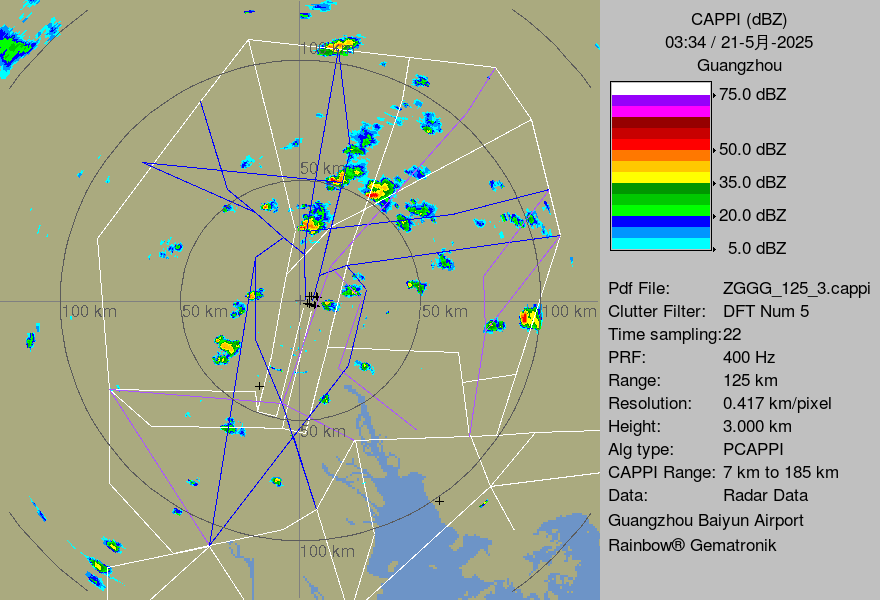 CAPPI (dBZ)
03:34 / 21-5月-2025
Guangzhou
75.0 dBZ
50.0 dBZ
35.0 dBZ
20.0 dBZ
5.0 dBZ
Pdf File: ZGGG_125_3.cappi
Clutter Filter: DFT Num 5
Time sampling:22
PRF: 400 Hz
Range: 125 km
Resolution: 0.417 km/pixel
Height: 3.000 km
Alg type: PCAPPI
CAPPI Range: 7 km to 185 km
Data: Radar Data
Guangzhou Baiyun Airport
Rainbow® Gematronik
50 km
100 km
50 km
50 km
100 km
50 km
100 km